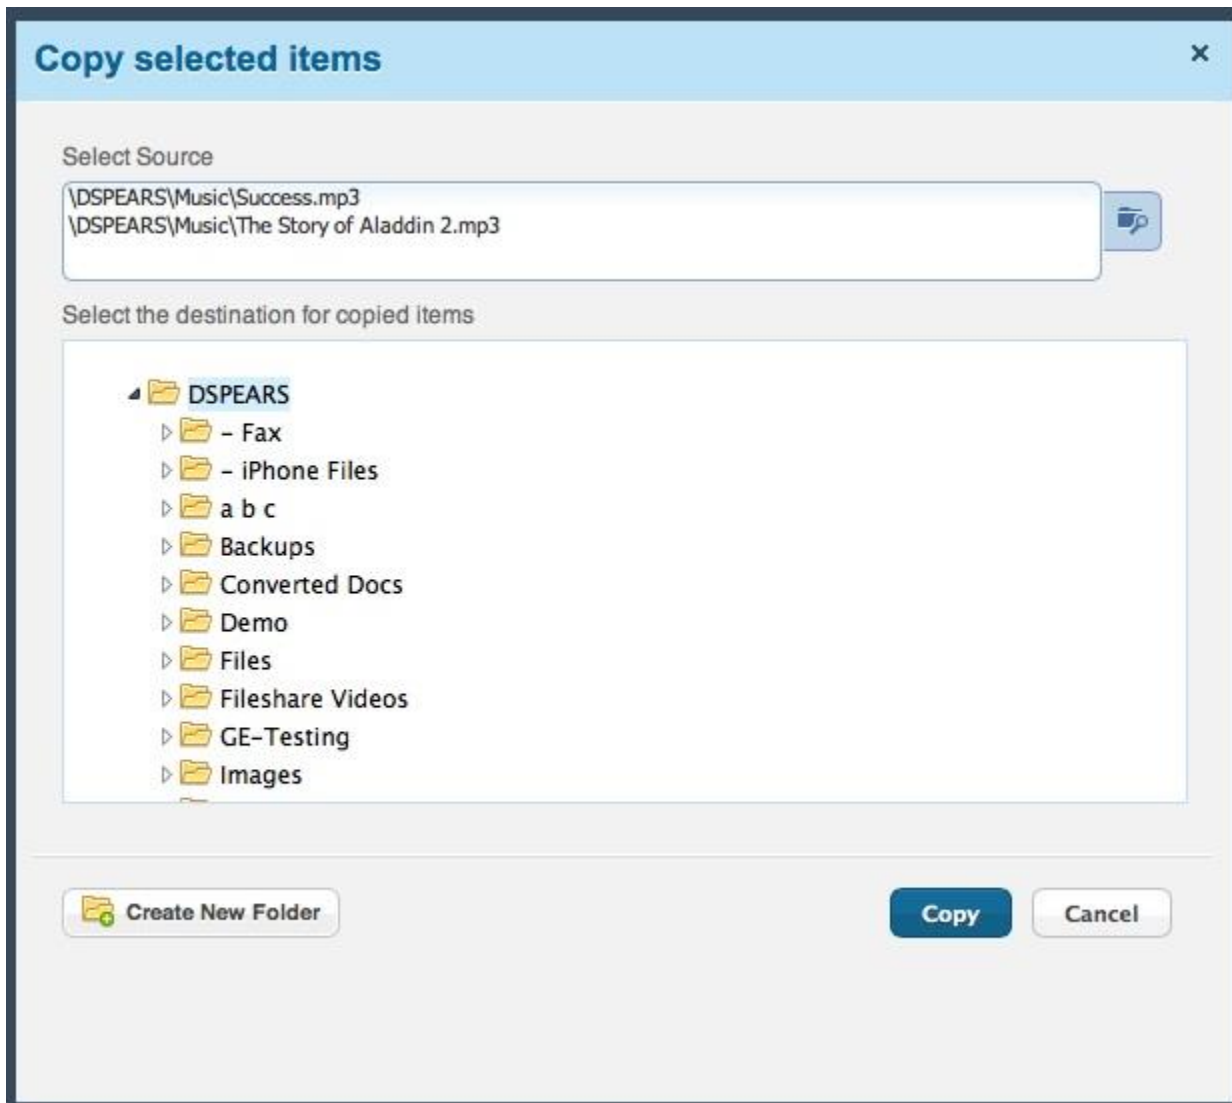 Copy selected items
Select Source
\DSPEARS\Music\Success.mp3
\DSPEARS\Music\The Story of Aladdin 2.mp3
Select the destination for copied items
DSPEARS
– Fax
– iPhone Files
a b c
Backups
Converted Docs
Demo
Files
Fileshare Videos
GE–Testing
Images
Create New Folder
Copy
Cancel